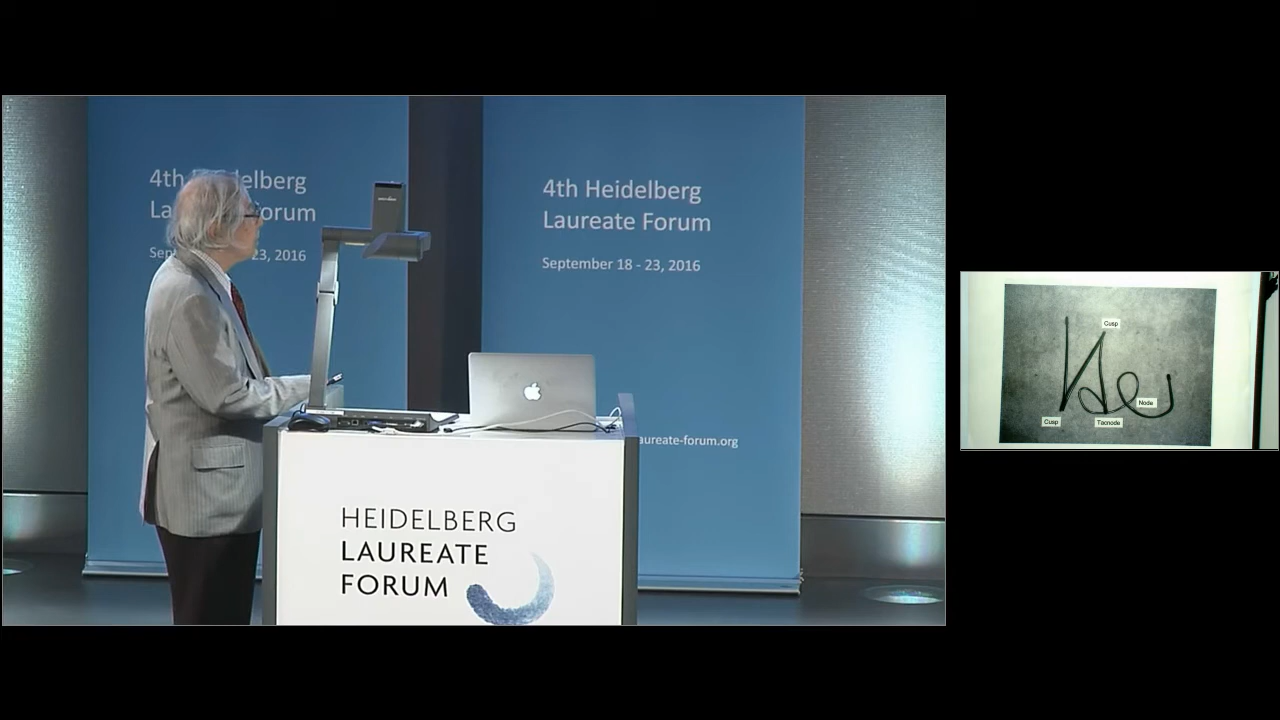 4th Heidelberg
Laureate Forum
September 18 - 23, 2016
4th Heidelberg
Laureate Forum
September 18 - 23, 2016
aureate-forum.org
HEIDELBERG
LAUREATE
FORUM
Cusp
Node
Cusp
Tacnode